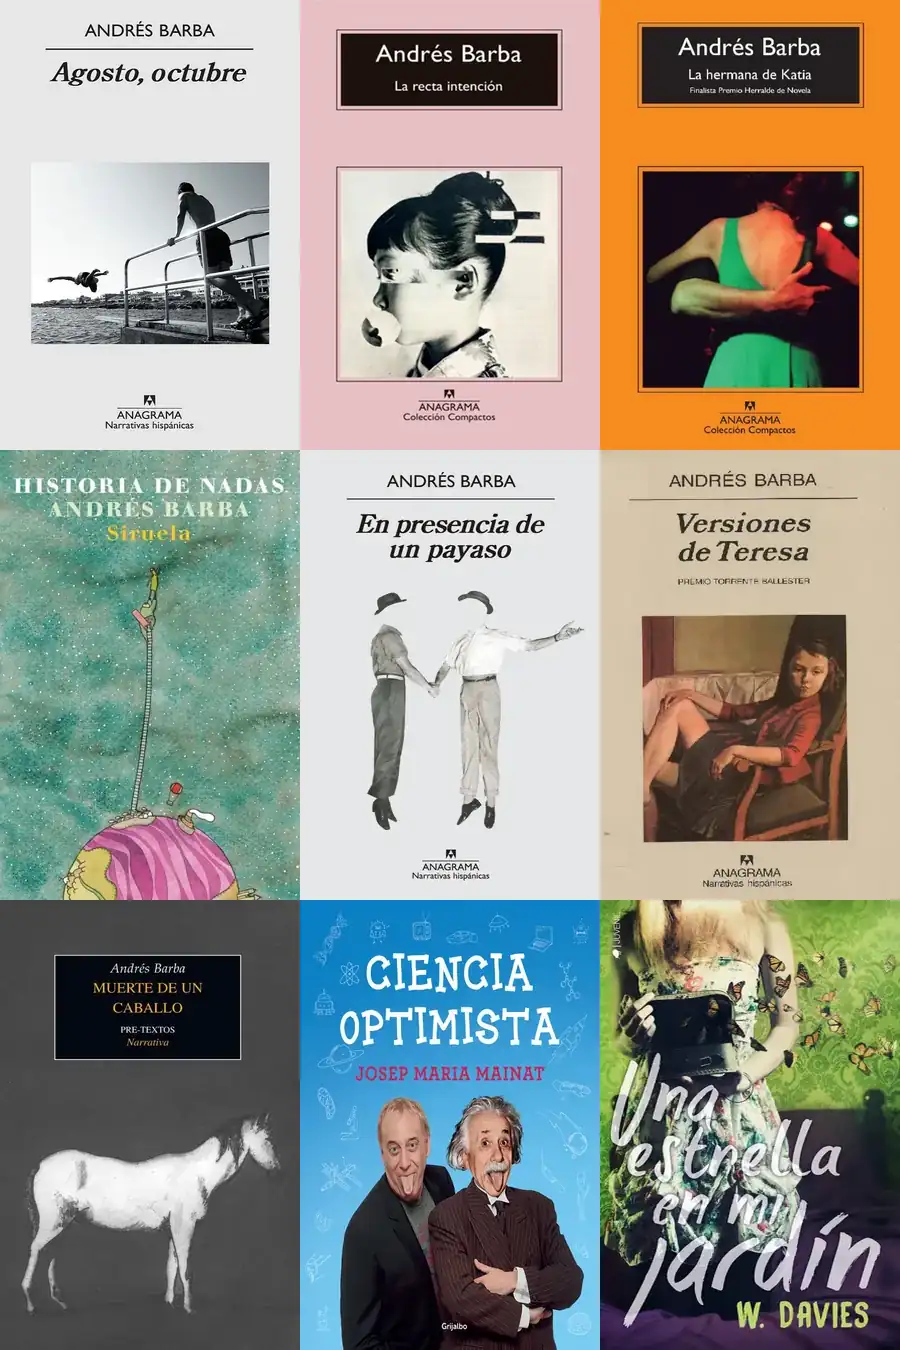 ANDRÉS BARBA
Agosto, octubre
ANAGRAMA
Narrativas hispánicas
Andrés Barba
La recta intención
ANAGRAMA
Colección Compactos
Andrés Barba
La hermana de Katia
Finalista Premio Herralde de Novela
ANAGRAMA
Colección Compactos
HISTORIA DE NADAS
ANDRÉS BARBA
Siruela
ANDRÉS BARBA
En presencia de
un payaso
ANAGRAMA
Narrativas hispánicas
ANDRÉS BARBA
Versiones
de Teresa
PREMIO TORRENTE BALLESTER
ANAGRAMA
Narrativas hispánicas
Andrés Barba
MUERTE DE UN
CABALLO
PRE-TEXTOS
Narrativa
CIENCIA
OPTIMISTA
JOSEP MARIA MAINAT
Grijalbo
JUVENIL
Una
estrella
en mi
jardín
W. DAVIES